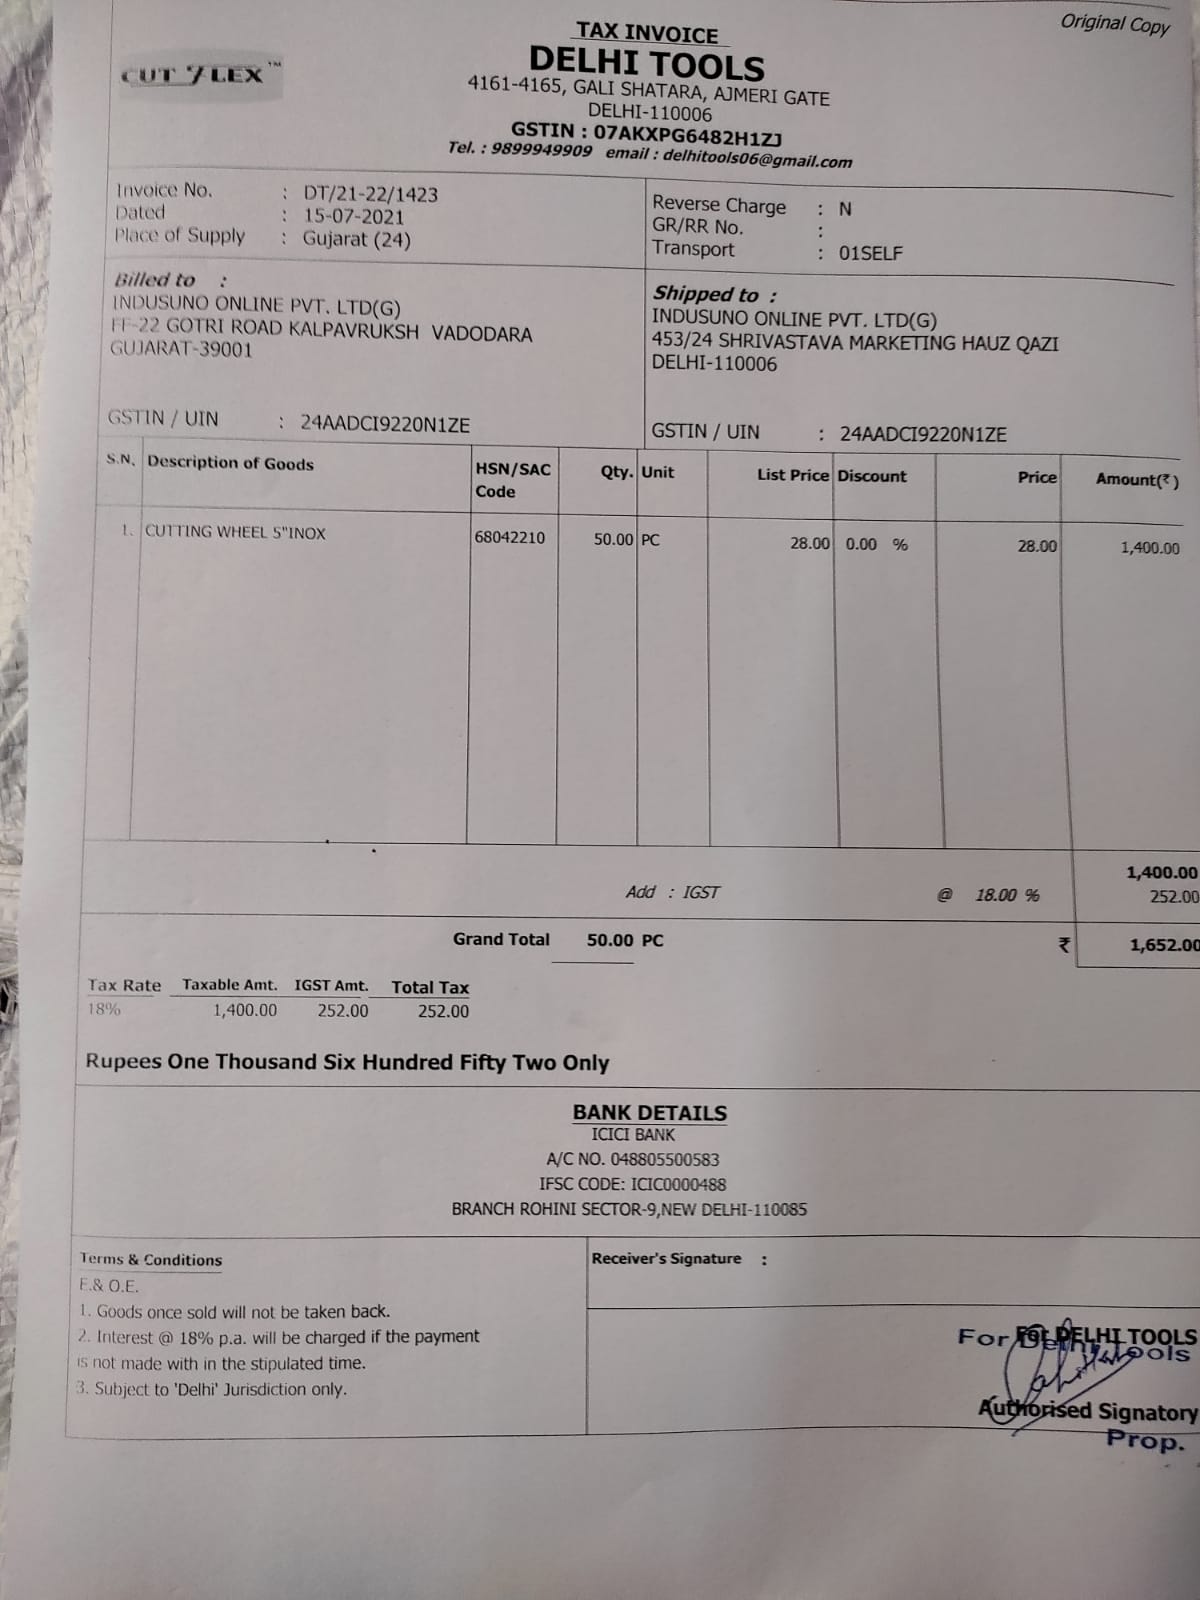 Original Copy
TAX INVOICE
CUT 7LEX ™
DELHI TOOLS
4161-4165, GALI SHATARA, AJMERI GATE
DELHI-110006
GSTIN : 07AKXPG6482H1ZJ
Tel. : 9899949909 email : delhitools06@gmail.com
Invoice No. : DT/21-22/1423
Dated : 15-07-2021
Place of Supply : Gujarat (24)
Reverse Charge : N
GR/RR No. :
Transport : 01SELF
Billed to :
INDUSUNO ONLINE PVT. LTD(G)
FF-22 GOTRI ROAD KALPAVRUKSH VADODARA
GUJARAT-39001
GSTIN / UIN : 24AADCI9220N1ZE
Shipped to :
INDUSUNO ONLINE PVT. LTD(G)
453/24 SHRIVASTAVA MARKETING HAUZ QAZI
DELHI-110006
GSTIN / UIN : 24AADCI9220N1ZE
S.N. Description of Goods HSN/SAC Code Qty. Unit List Price Discount Price Amount(₹)
1. CUTTING WHEEL 5"INOX 68042210 50.00 PC 28.00 0.00 % 28.00 1,400.00
1,400.00
Add : IGST @ 18.00 % 252.00
Grand Total 50.00 PC ₹ 1,652.00
Tax Rate Taxable Amt. IGST Amt. Total Tax
18% 1,400.00 252.00 252.00
Rupees One Thousand Six Hundred Fifty Two Only
BANK DETAILS
ICICI BANK
A/C NO. 048805500583
IFSC CODE: ICIC0000488
BRANCH ROHINI SECTOR-9,NEW DELHI-110085
Terms & Conditions
E.& O.E.
1. Goods once sold will not be taken back.
2. Interest @ 18% p.a. will be charged if the payment
is not made with in the stipulated time.
3. Subject to 'Delhi' Jurisdiction only.
Receiver's Signature :
For DELHI TOOLS
For Delhi Tools
Authorised Signatory
Prop.